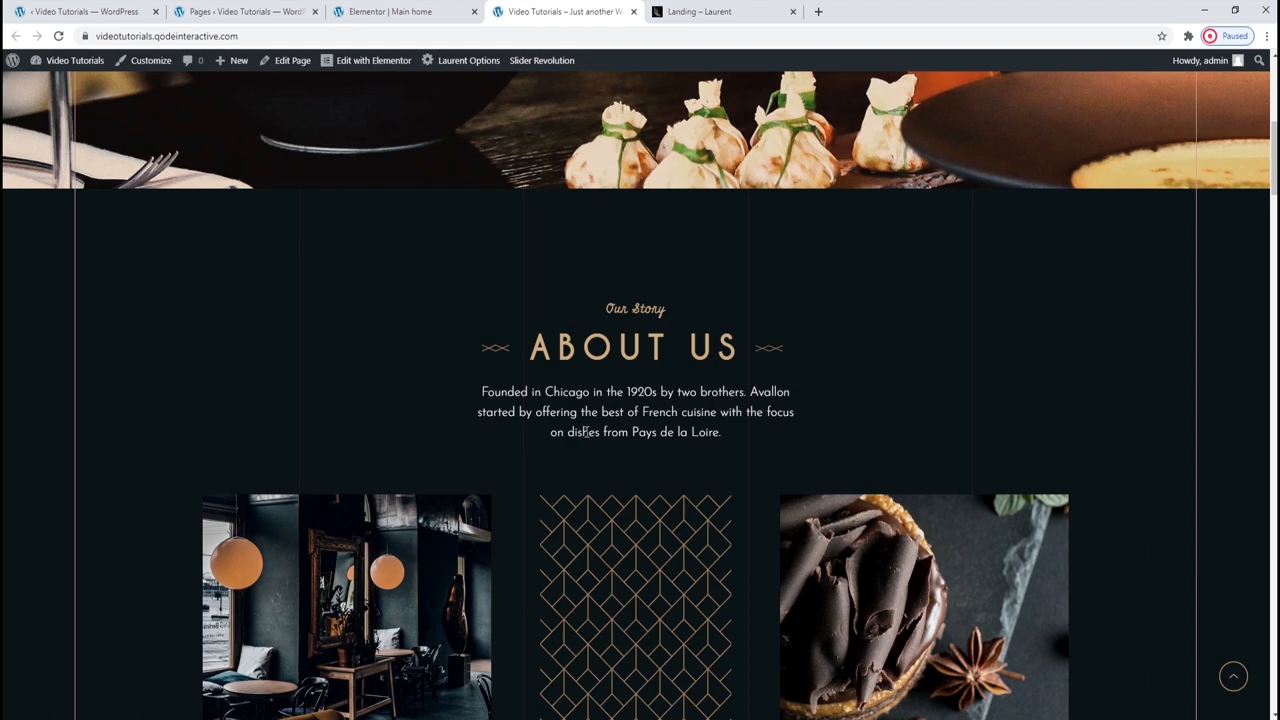 ‹ Video Tutorials — WordPress
Pages ‹ Video Tutorials — WordP
Elementor | Main home
Video Tutorials – Just another W
Landing – Laurent
videotutorials.qodeinteractive.com
Paused
Video Tutorials
Customize
0
New
Edit Page
Edit with Elementor
Laurent Options
Slider Revolution
Howdy, admin
Our Story
ABOUT US
Founded in Chicago in the 1920s by two brothers. Avallon
started by offering the best of French cuisine with the focus
on dishes from Pays de la Loire.